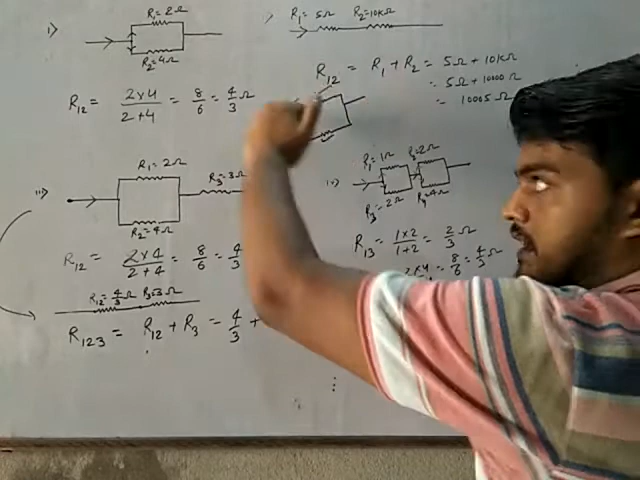 1) R₁ = 2Ω
R₂ = 4Ω
R₁₂ = 2 x 4 / 2 + 4 = 8/6 = 4/3 Ω
R₁ = 2Ω
R₃ = 3Ω
R₂ = 4Ω
R₁₂ = 2 x 4 / 2 + 4 = 8/6 = 4/3
R₁₂ = 4/3 Ω R₃=3Ω
R₁₂₃ = R₁₂ + R₃ = 4/3 +
R₁ = 5Ω R₂ = 10KΩ
R₁₂ = R₁ + R₂ = 5Ω + 10KΩ
= 5Ω + 10000 Ω
= 10005 Ω
R₁ = 1Ω R₂ = 2Ω
R₃ = 2Ω R₄ = 4Ω
R₁₃ = 1 x 2 / 1 + 2 = 2/3 Ω
2 x 4 = 8/6 = 4/3 Ω